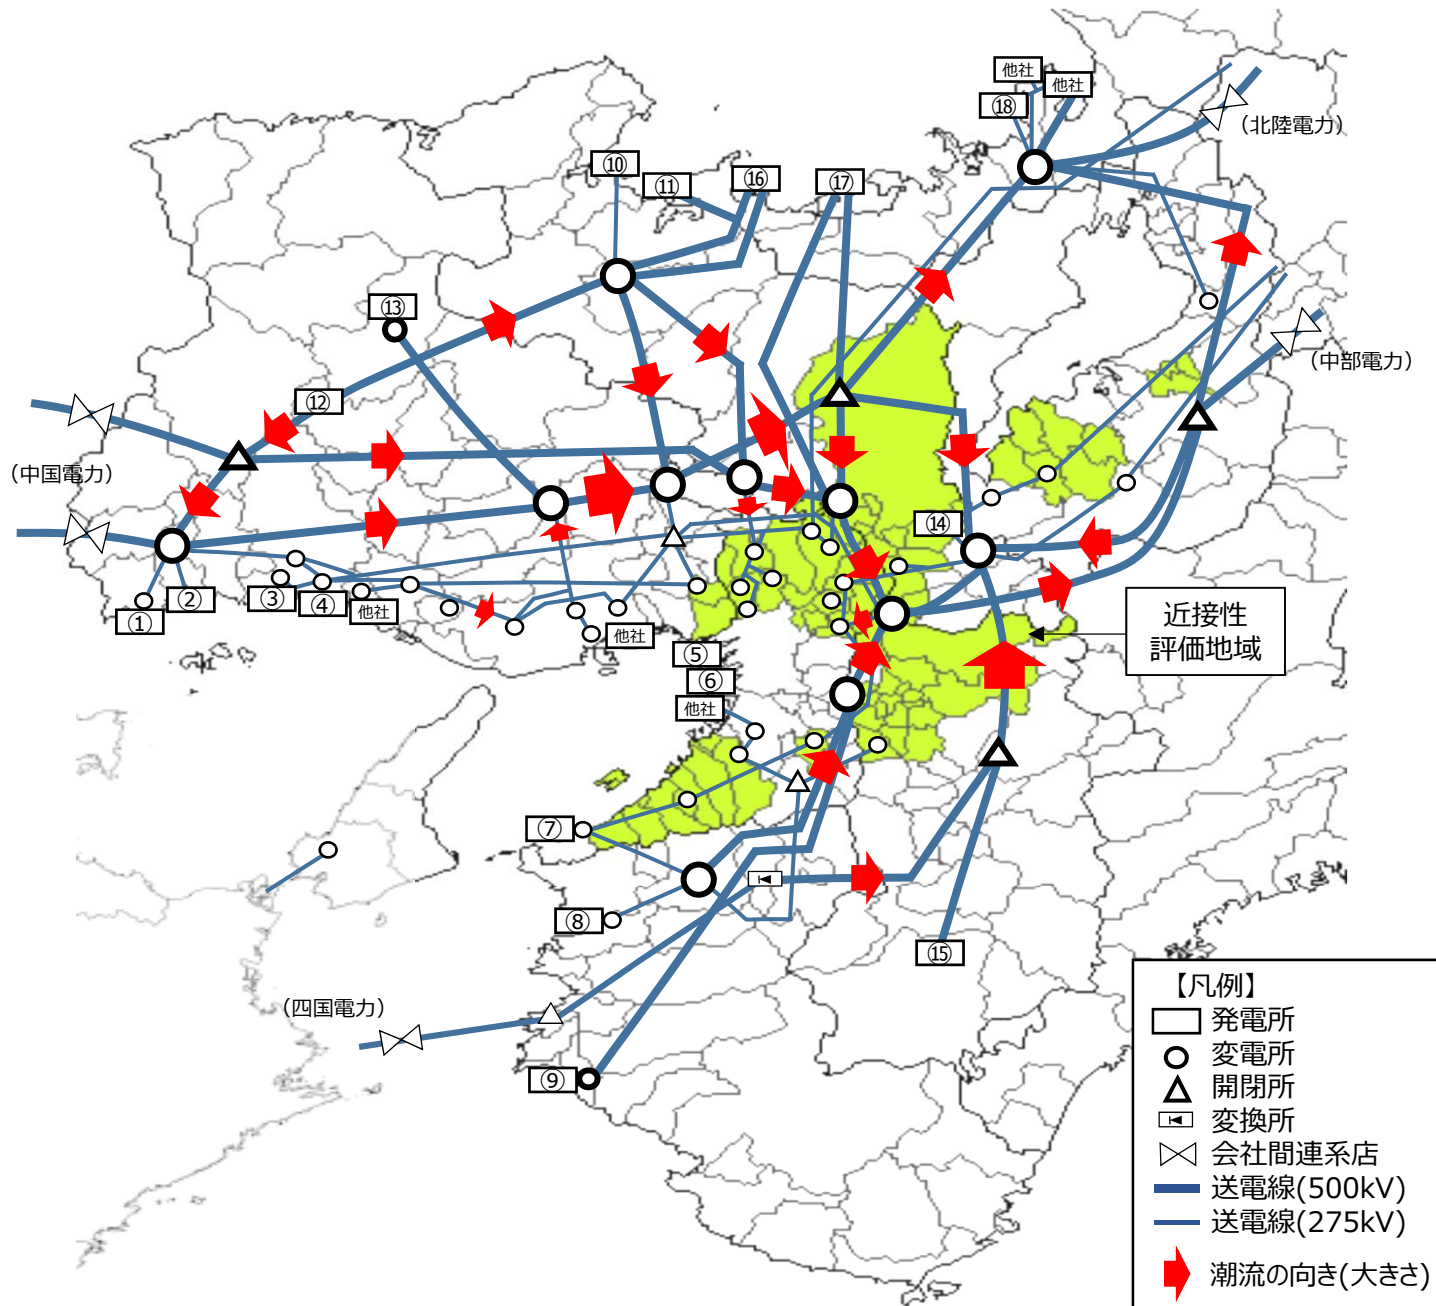 他社
他社
⑱
(北陸電力)
⑩
⑪
⑯
⑰
⑬
(中部電力)
⑫
(中国電力)
⑭
③
④
他社
①
②
他社
近接性
評価地域
⑤
⑥
他社
⑦
⑧
⑮
(四国電力)
⑨
【凡例】
発電所
変電所
開閉所
変換所
会社間連系店
送電線(500kV)
送電線(275kV)
潮流の向き(大きさ)